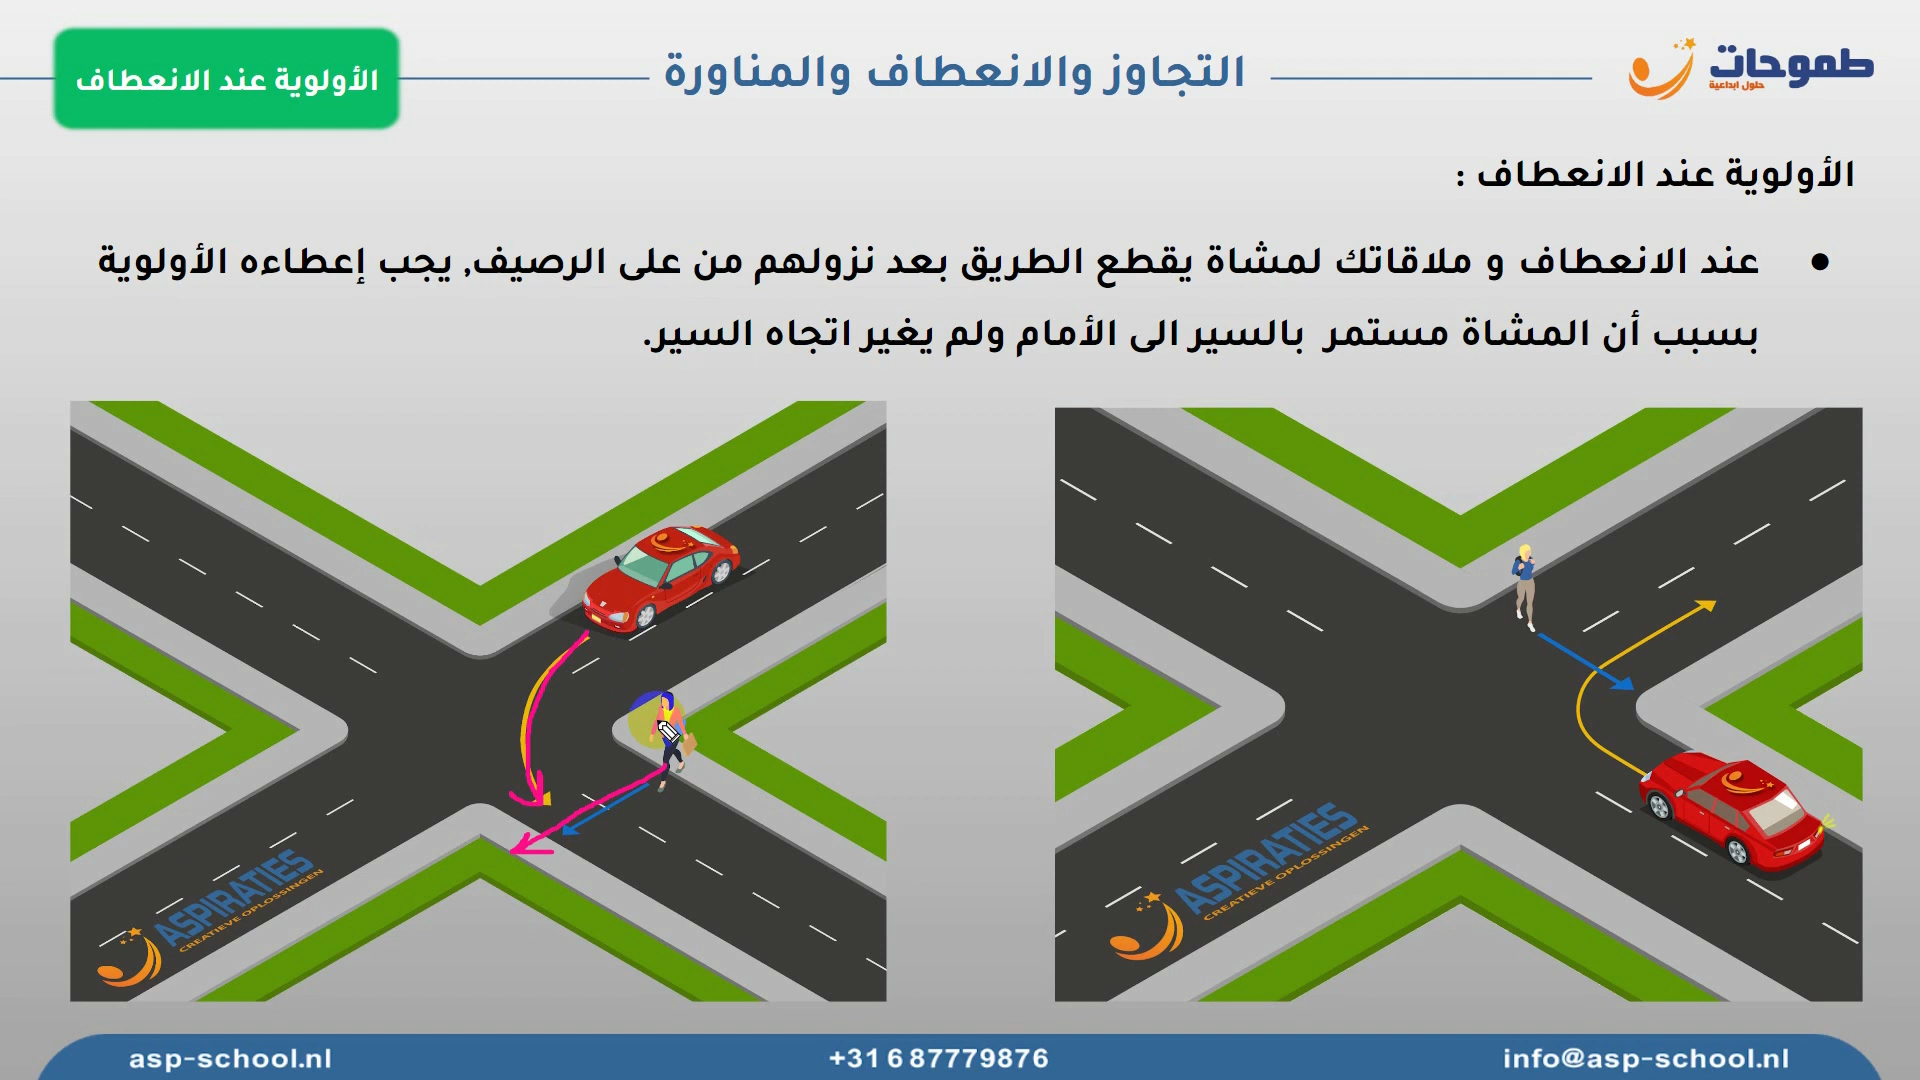 الأولوية عند الانعطاف
التجاوز والانعطاف والمناورة
طموحات
حلول ابداعية
الأولوية عند الانعطاف :
● عند الانعطاف و ملاقاتك لمشاة يقطع الطريق بعد نزولهم من على الرصيف, يجب إعطاءه الأولوية
بسبب أن المشاة مستمر بالسير الى الأمام ولم يغير اتجاه السير.
ASPIRATIES
CREATIEVE OPLOSSINGEN
ASPIRATIES
CREATIEVE OPLOSSINGEN
asp-school.nl
+31 6 87779876
info@asp-school.nl